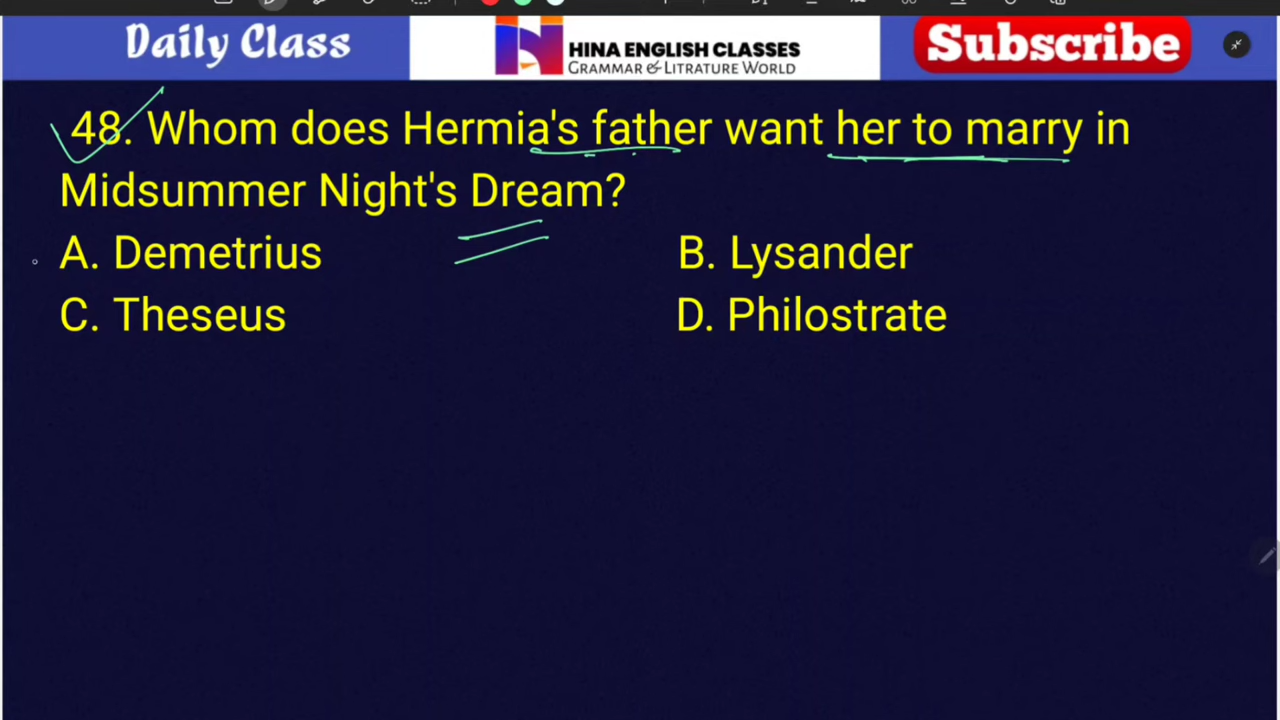 Daily Class
HINA ENGLISH CLASSES
GRAMMAR & LITRATURE WORLD
Subscribe
48. Whom does Hermia's father want her to marry in
Midsummer Night's Dream?
A. Demetrius
B. Lysander
C. Theseus
D. Philostrate